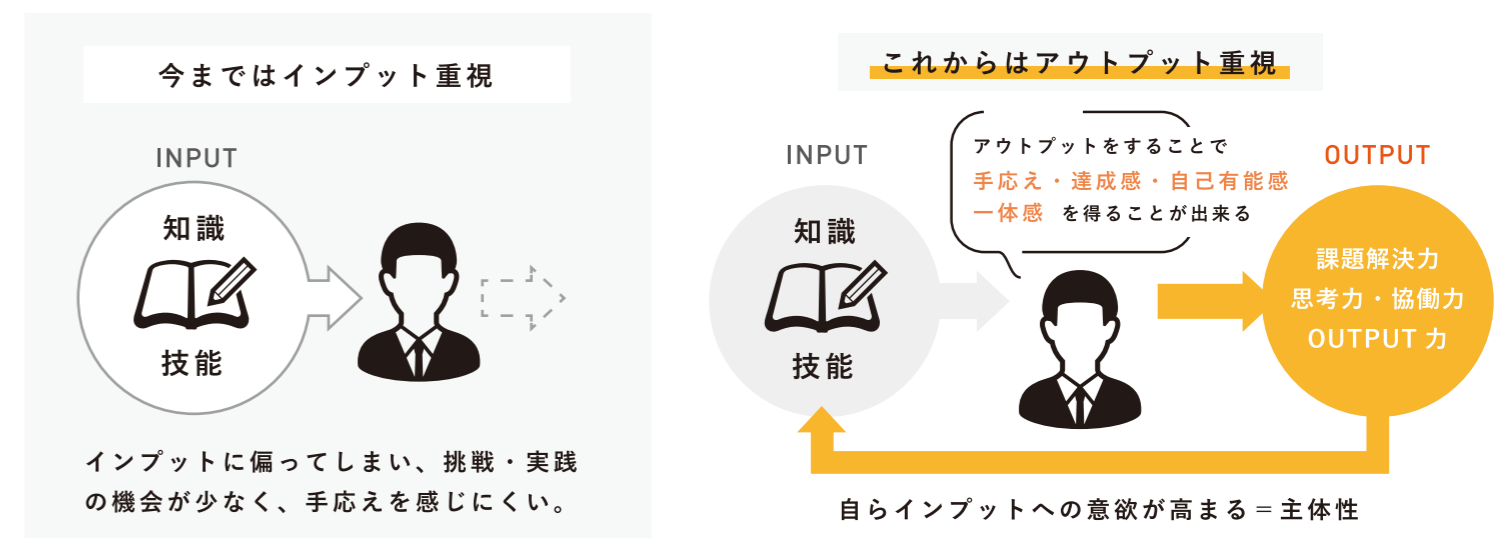 今まではインプット重視
INPUT
知識
技能
インプットに偏ってしまい、挑戦・実践
の機会が少なく、手応えを感じにくい。
これからはアウトプット重視
INPUT
知識
技能
アウトプットをすることで
手応え・達成感・自己有能感
一体感 を得ることが出来る
OUTPUT
課題解決力
思考力・協働力
OUTPUT 力
自らインプットへの意欲が高まる＝主体性